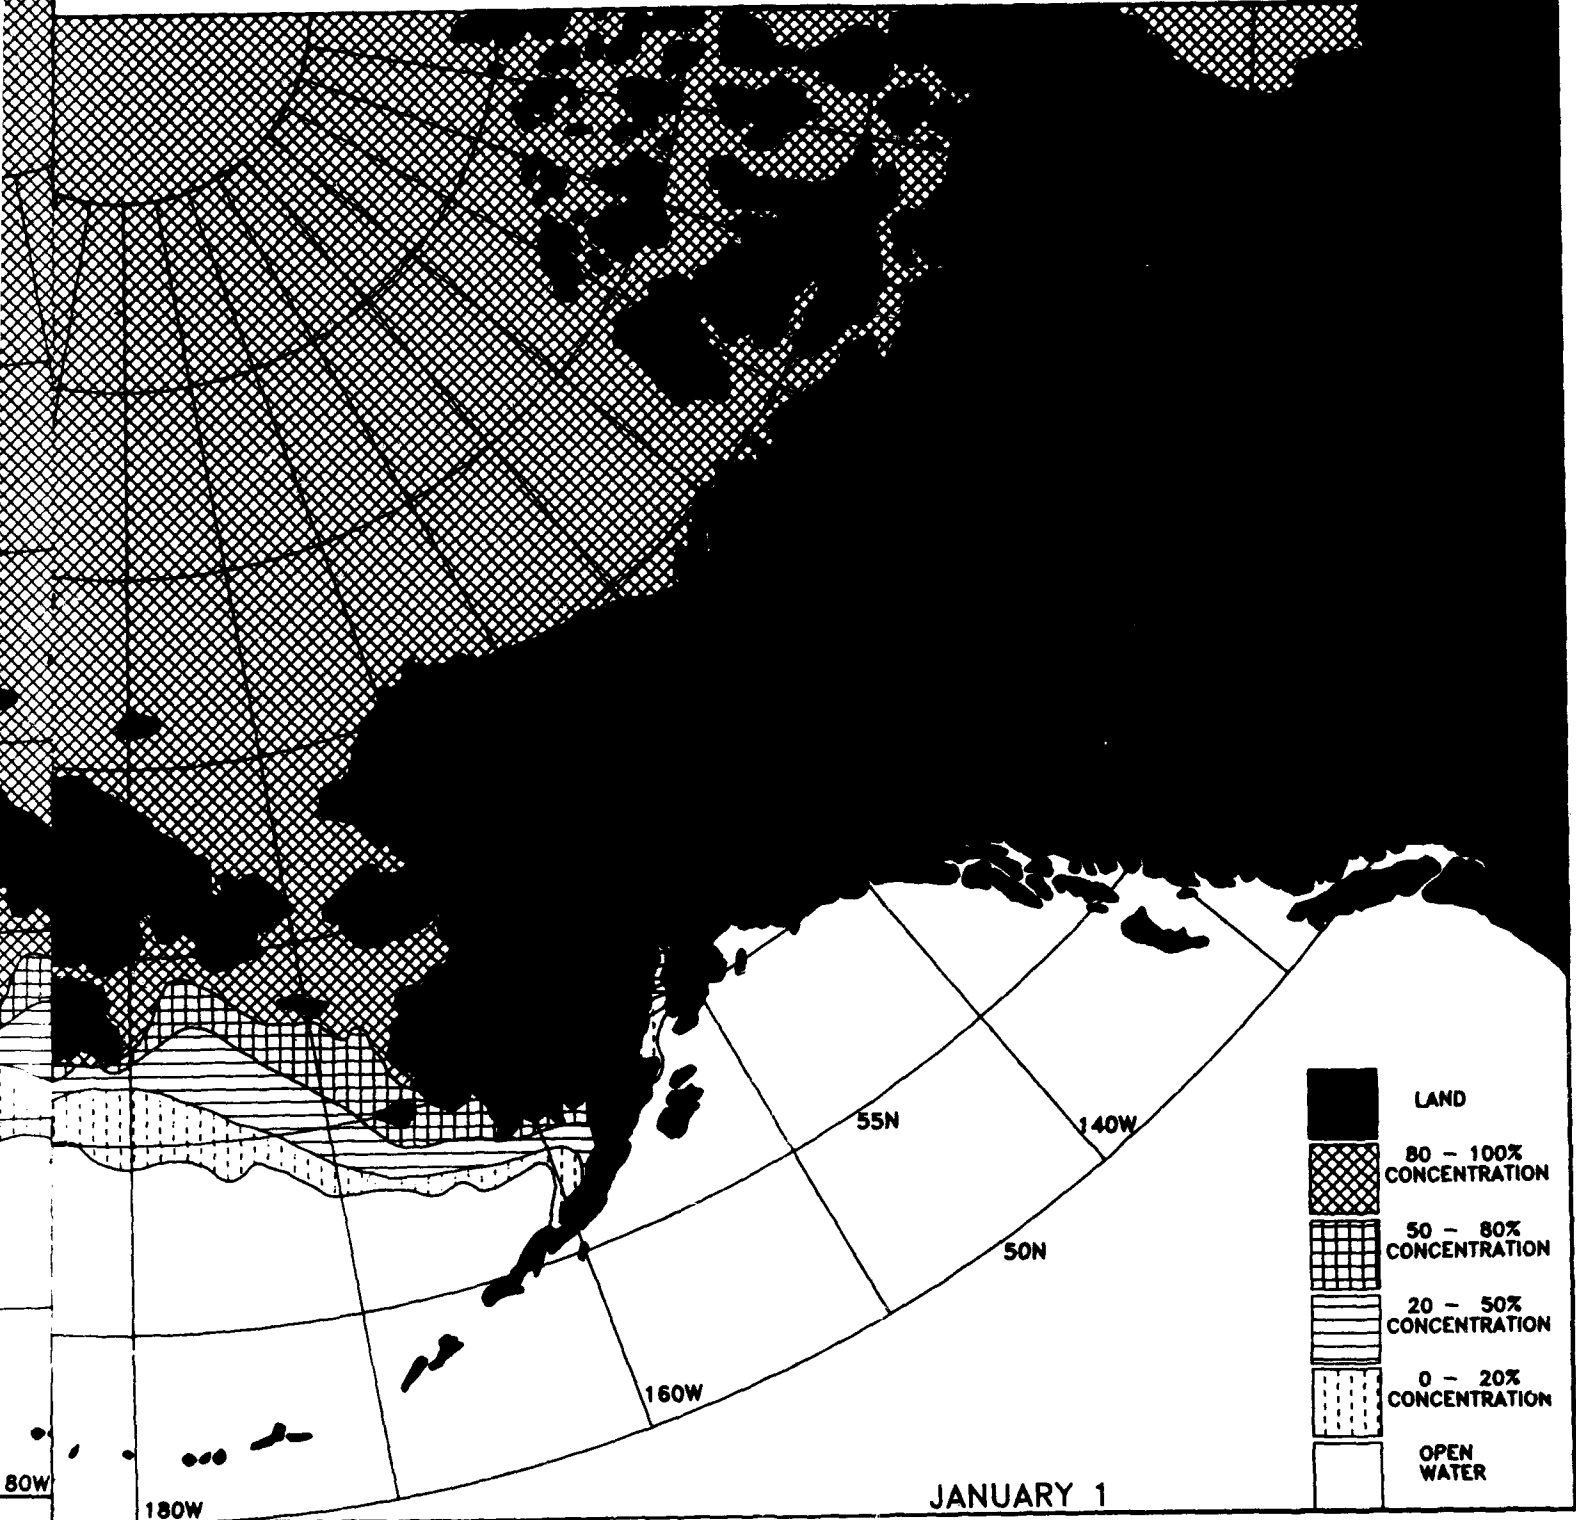 LAND
80 - 100%
CONCENTRATION
55N
140W
50 - 80%
CONCENTRATION
50N
20 - 50%
CONCENTRATION
0 - 20%
CONCENTRATION
160W
OPEN
WATER
80W
180W
JANUARY 1